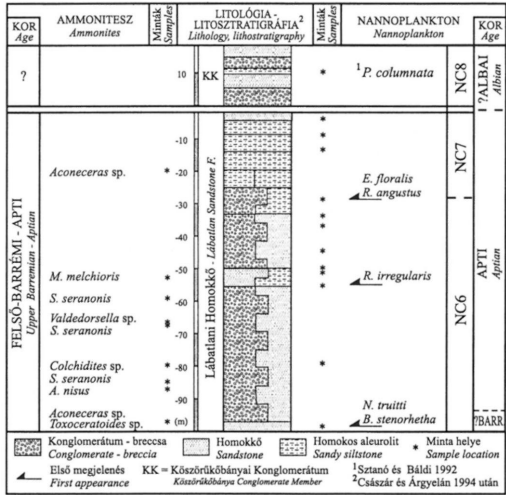 KOR
Age
AMMONITESZ
Ammonites
Minták
Samples
LITOLÓGIA -
LITOSZTRATIGRÁFIA²
Lithology, lithostratigraphy
Minták
Samples
NANNOPLANKTON
Nannoplankton
KOR
Age
?
10
KK
*
¹P. columnata
NC8
?ALBAI
Albian
FELSŐ-BARRÉMI - APTI
Upper Barremian - Aptian
Lábatlani Homokkő - Lábatlan Sandstone F.
-10
NC7
Aconeceras sp. *
-20
E. floralis
R. angustus
-30
-40
NC6
APTI
Aptian
-50
M. melchioris *
R. irregularis
S. seranonis *
-60
Valdedorsella sp. *
S. seranonis
-70
Colchidites sp. *
-80
S. seranonis *
A. nisus *
-90
Aconeceras sp.
N. truitti
Toxoceratoides sp. *
(m)
B. stenorhetha
?BARR.
Konglomerátum - breccsa
Conglomerate - breccia
Homokkő
Sandstone
Homokos aleurolit
Sandy siltstone
* Minta helye
Sample location
Első megjelenés
First appearance
KK = Köszörűkőbányai Konglomerátum
Köszörűkőbánya Conglomerate Member
¹Sztanó és Báldi 1992
²Császár és Árgyelán 1994 után